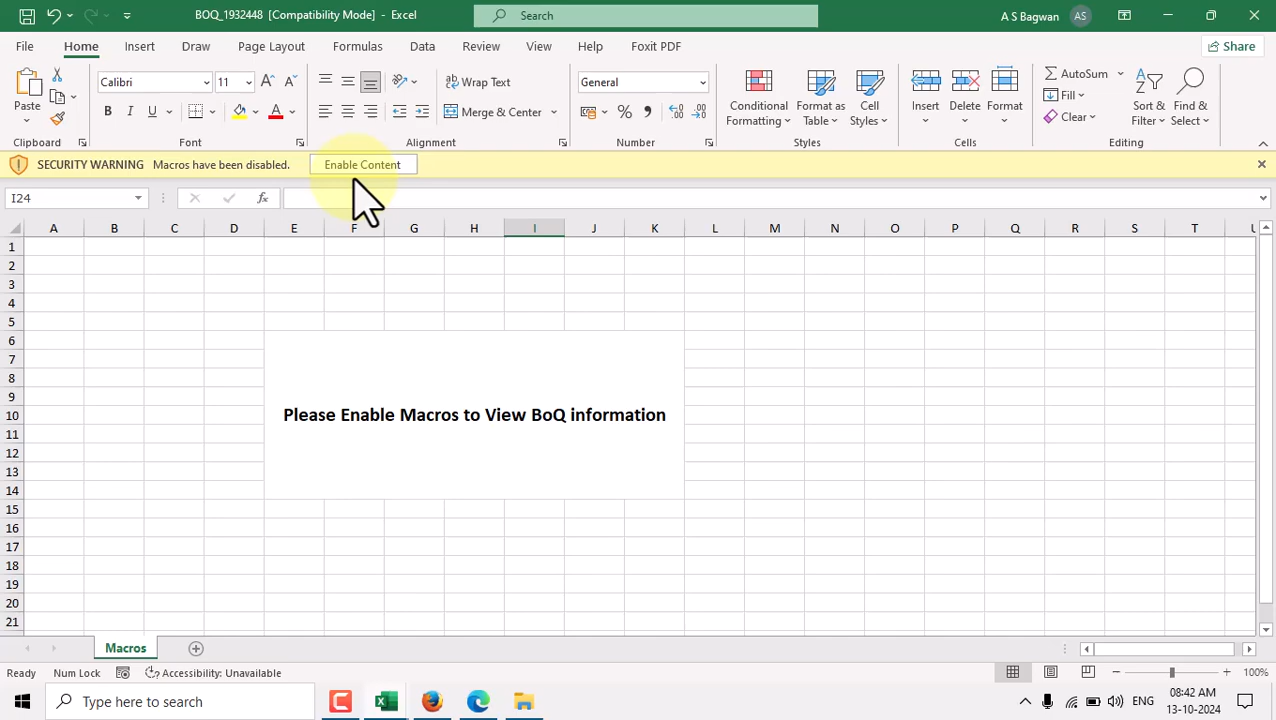 BOQ_1932448 [Compatibility Mode] - Excel
Search
A S Bagwan
AS
File Home Insert Draw Page Layout Formulas Data Review View Help Foxit PDF
Share
Paste
Clipboard
Calibri 11
B I U
Font
Wrap Text
Merge & Center
Alignment
General
Number
Conditional Formatting
Format as Table
Cell Styles
Styles
Insert
Delete
Format
Cells
AutoSum
Fill
Clear
Sort & Filter
Find & Select
Editing
SECURITY WARNING Macros have been disabled. Enable Content
I24
fx
A B C D E F G H I J K L M N O P Q R S T U
1
2
3
4
5
6
7
8
9
10
11
12
13
14
15
16
17
18
19
20
21
Please Enable Macros to View BoQ information
Macros
Ready Num Lock Accessibility: Unavailable
100%
Type here to search
ENG
08:42 AM
13-10-2024